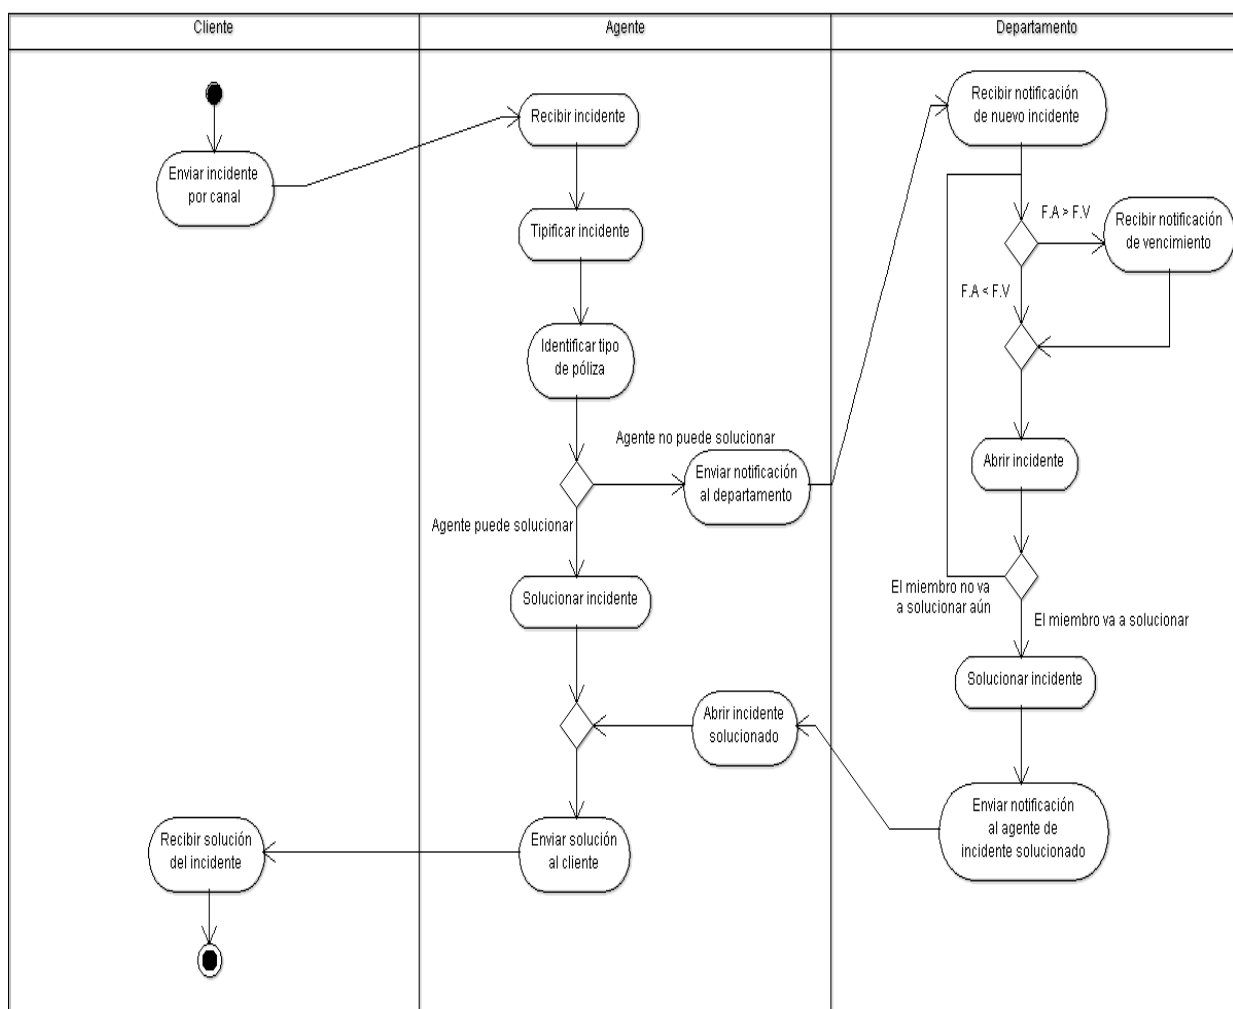 Cliente
Agente
Departamento
Enviar incidente
por canal
Recibir incidente
Tipificar incidente
Identificar tipo
de póliza
Agente no puede solucionar
Enviar notificación
al departamento
Agente puede solucionar
Solucionar incidente
Abrir incidente
solucionado
Enviar solución
al cliente
Recibir solución
del incidente
Recibir notificación
de nuevo incidente
F.A > F.V
Recibir notificación
de vencimiento
F.A < F.V
Abrir incidente
El miembro no va
a solucionar aún
El miembro va a solucionar
Solucionar incidente
Enviar notificación
al agente de
incidente solucionado